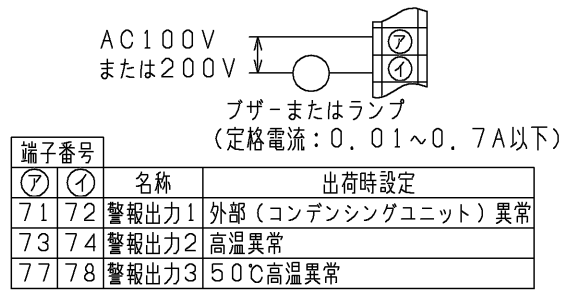 AC100V
または200V
㋐
㋑
ブザーまたはランプ
(定格電流:0.01~0.7A以下)
端子番号
㋐ ㋑ 名称 出荷時設定
71 72 警報出力1 外部(コンデンシングユニット)異常
73 74 警報出力2 高温異常
77 78 警報出力3 50℃高温異常